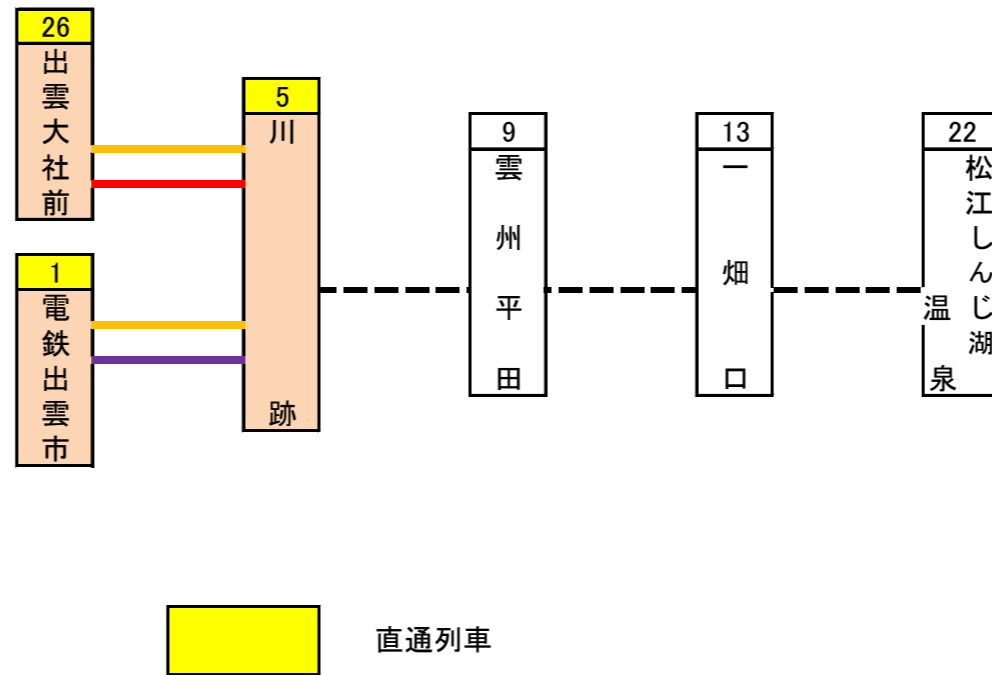 26
出雲大社前
5
川跡
9
雲州平田
13
一畑口
22
松江しんじ湖
温泉
1
電鉄出雲市
直通列車